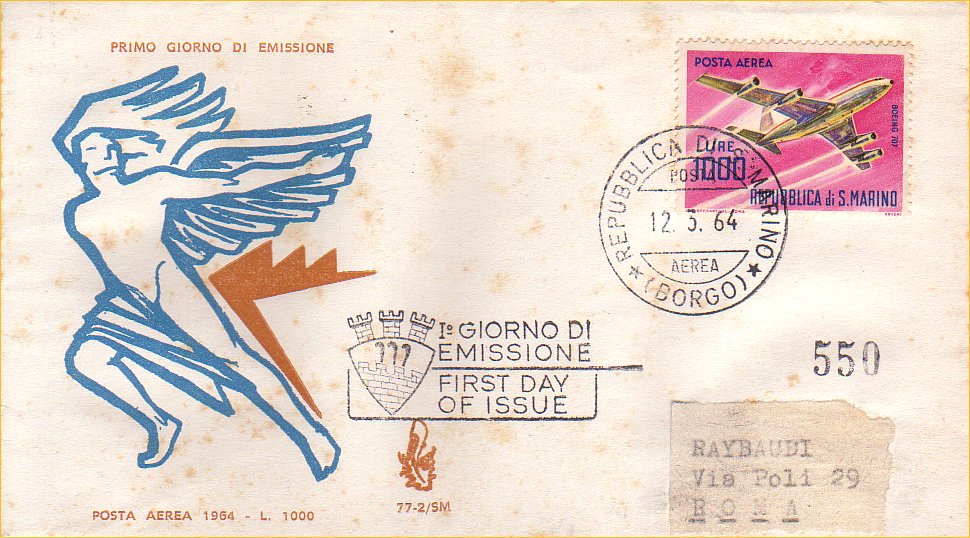 PRIMO GIORNO DI EMISSIONE
POSTA AEREA
BOEING 707
LIRE
1000
REPUBBLICA di S. MARINO
REPUBBLICA DI S. MARINO
POSTA
12. 3. 64
AEREA
(BORGO)
Iº GIORNO DI
EMISSIONE
FIRST DAY
OF ISSUE
550
RAYBAUDI
Via Poli 29
ROMA
77-2/SM
POSTA AEREA 1964 - L. 1000